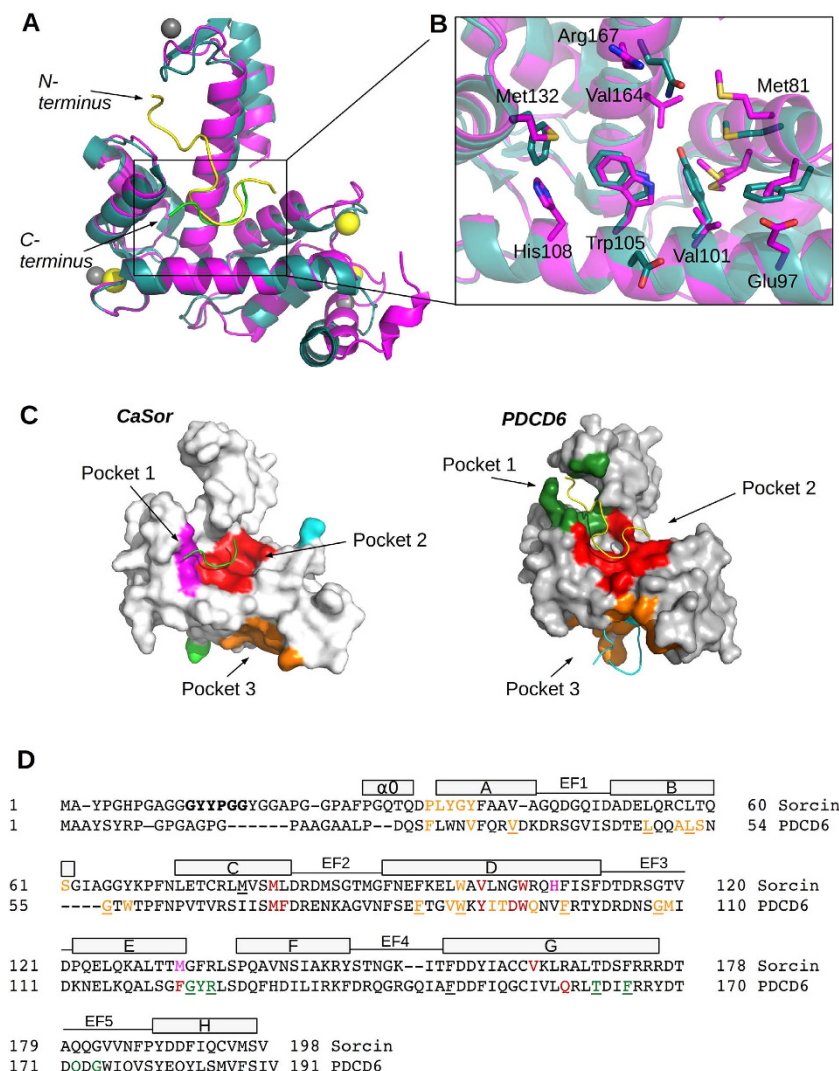 A
B
N-
terminus
C-
terminus
Arg167
Met132
Val164
Met81
His108
Trp105
Val101
Glu97
C
CaSor
PDCD6
Pocket 1
Pocket 2
Pocket 3
Pocket 1
Pocket 2
Pocket 3
D
α0 A EF1 B
1 MA-YPGHPGAGGGYYPGGYGGAPG-GPAFPGQTQDPLYGYFAAVA-GQDGQIDADELQRCLTQ 60 Sorcin
1 MAAYSYRP-GPGAGPG------PAAGAALP-DQSFLWNVFQRVDKDRSGVISDTELQQALSN 54 PDCD6
C EF2 D EF3
61 SGIAGGYKPFNLETCRLMVSMLDRDMSGTMGFNEFKELWAVLNGWRQHFISFDTDRSGTV 120 Sorcin
55 ----GTWTPFNPVTVRSIISMFDRENKAGVNFSEFTGVWKYITDWQNVFRTYDRDNSGMI 110 PDCD6
E F EF4 G
121 DPQELQKALTTMGFRLSPQAVNSIAKRYSTNGK--ITFDDYIACCVKLRALTDSFRRRDT 178 Sorcin
111 DKNELKQALSGFGYRLSDQFHDILIRKFDRQGRGQIAFDDFIQGCIVLQRLTDIFRRYDT 170 PDCD6
EF5 H
179 AQQGVVNFPYDDFIQCVMSV 198 Sorcin
171 DQDGWIQVSYEQYLSMVFSIV 191 PDCD6